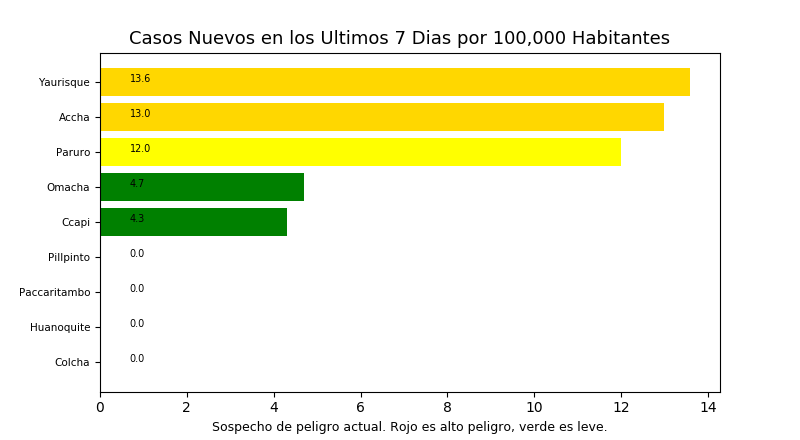 Casos Nuevos en los Ultimos 7 Dias por 100,000 Habitantes
Yaurisque 13.6
Accha 13.0
Paruro 12.0
Omacha 4.7
Ccapi 4.3
Pillpinto 0.0
Paccaritambo 0.0
Huanoquite 0.0
Colcha 0.0
0 2 4 6 8 10 12 14
Sospecho de peligro actual. Rojo es alto peligro, verde es leve.